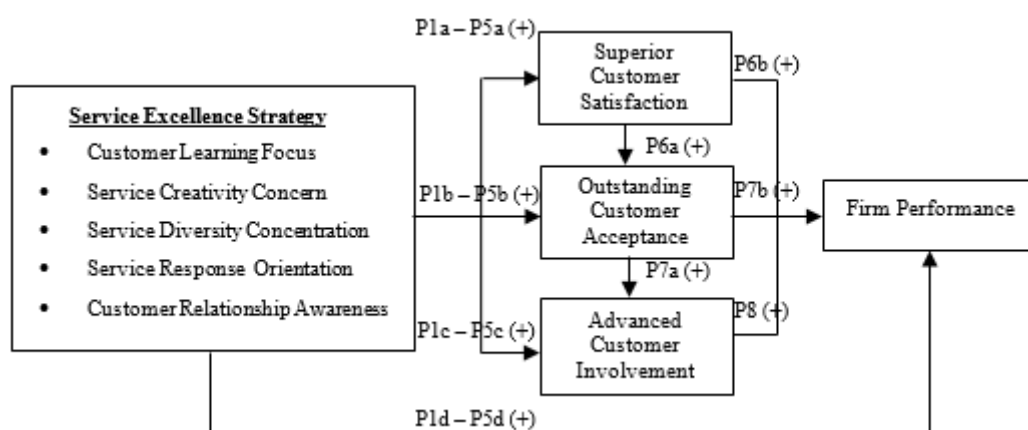 P1a – P5a (+)
Superior
Customer
Satisfaction
P6b (+)
Service Excellence Strategy
• Customer Learning Focus
• Service Creativity Concern
• Service Diversity Concentration
• Service Response Orientation
• Customer Relationship Awareness
P6a (+)
P1b – P5b (+)
Outstanding
Customer
Acceptance
P7b (+)
Firm Performance
P7a (+)
P1c – P5c (+)
Advanced
Customer
Involvement
P8 (+)
P1d – P5d (+)